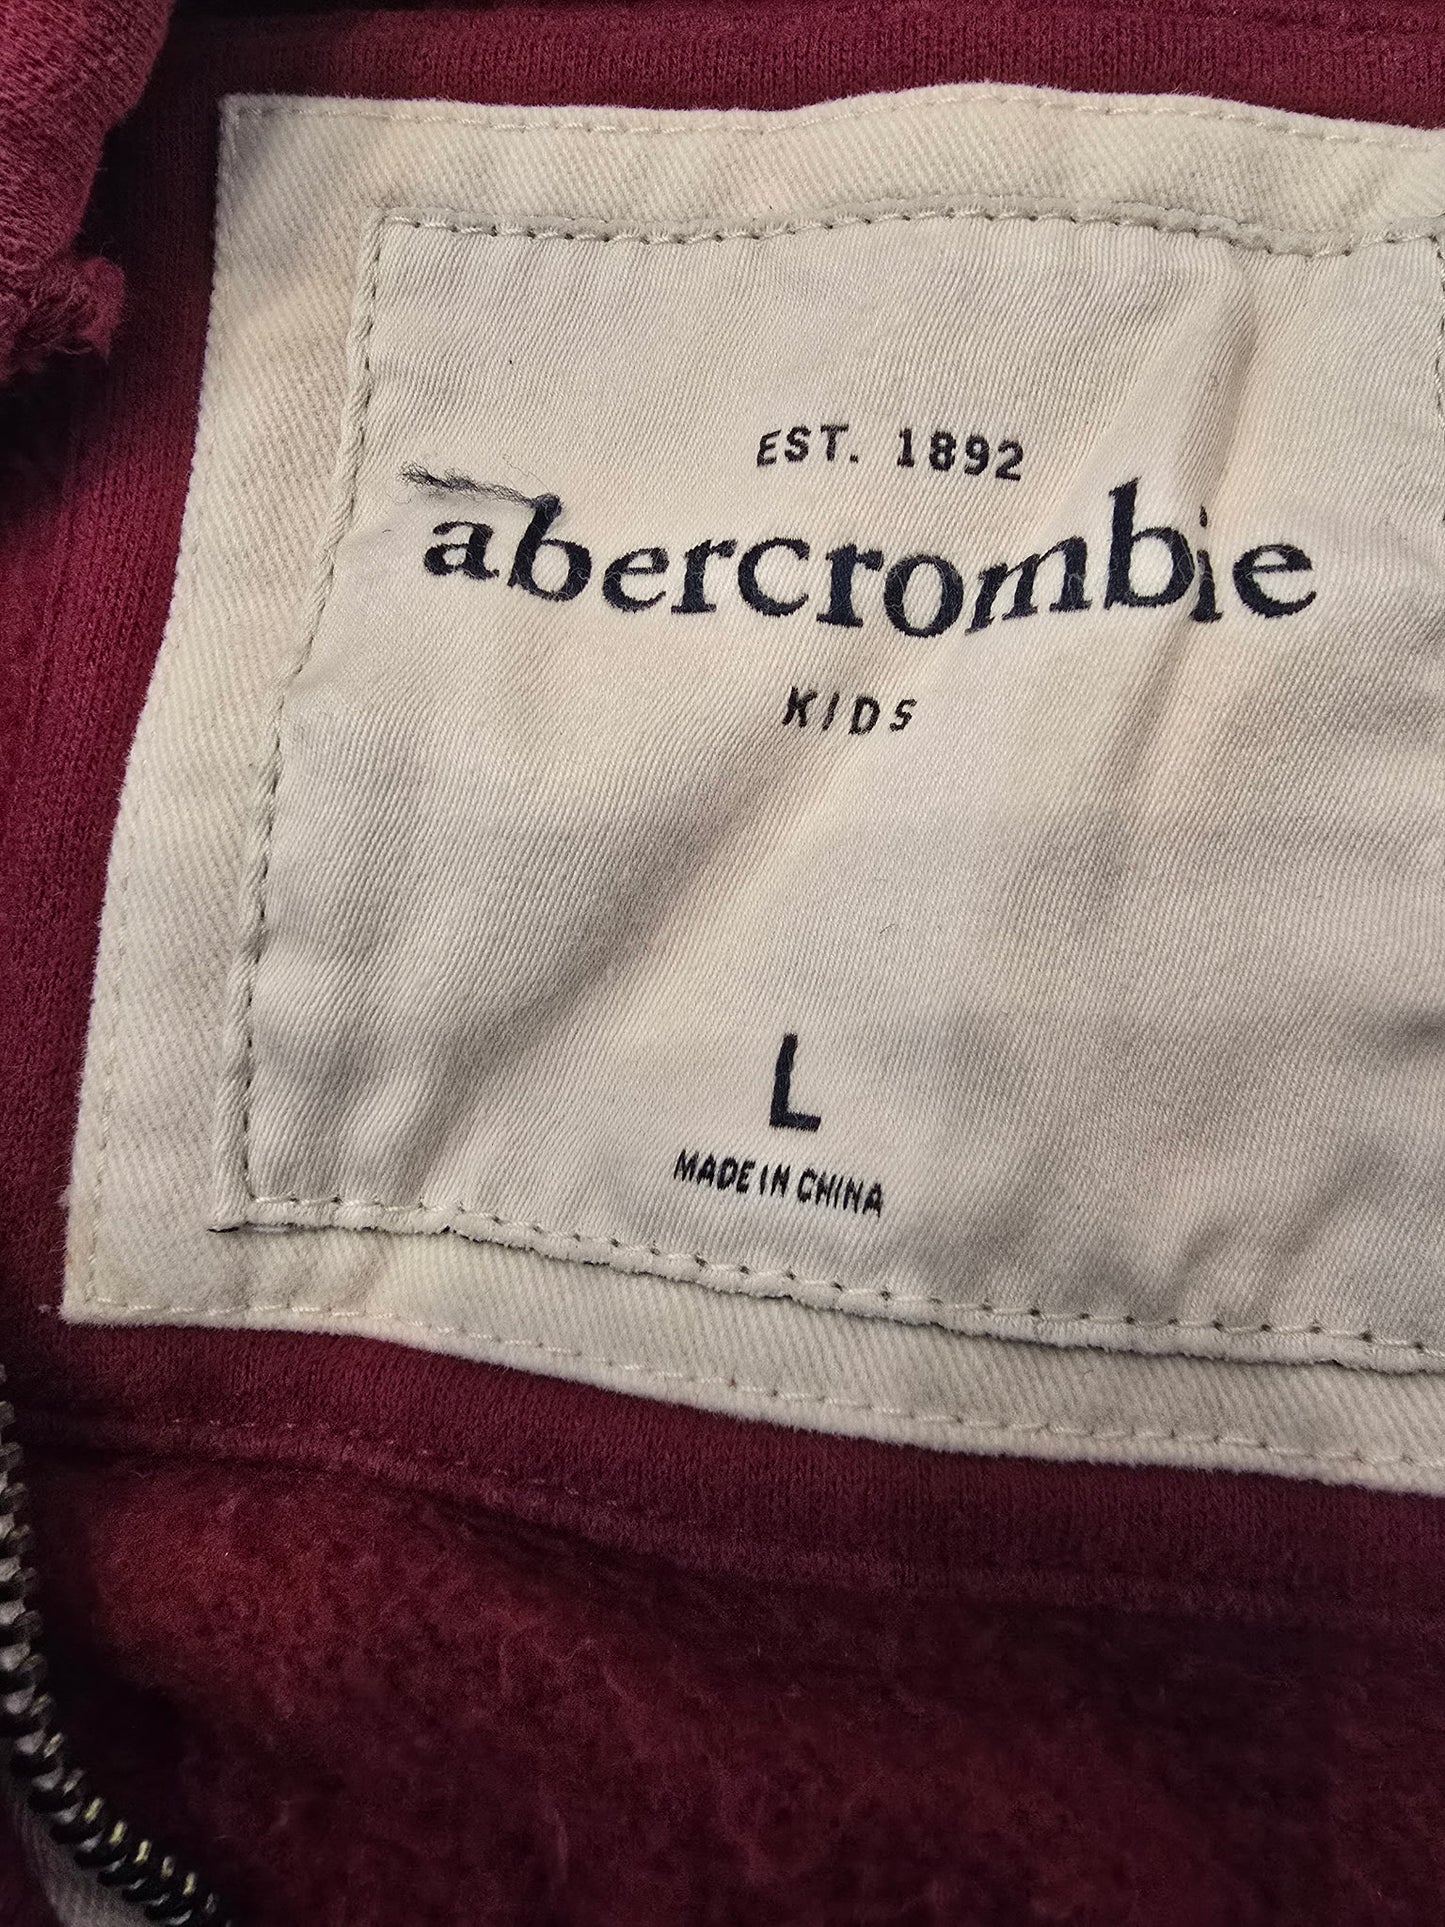 EST. 1892
abercrombie
KIDS
L
MADE IN CHINA